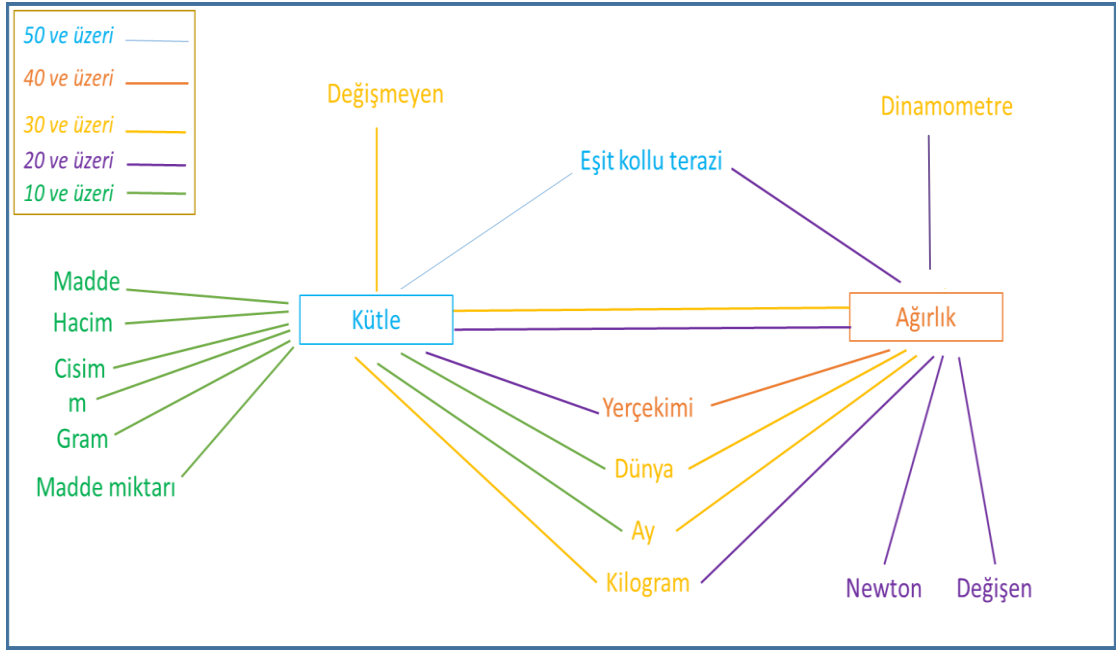 50 ve üzeri
40 ve üzeri
30 ve üzeri
20 ve üzeri
10 ve üzeri
Değişmeyen
Dinamometre
Eşit kollu terazi
Madde
Hacim
Kütle
Ağırlık
Cisim
m
Gram
Madde miktarı
Yerçekimi
Dünya
Ay
Kilogram
Newton
Değişen